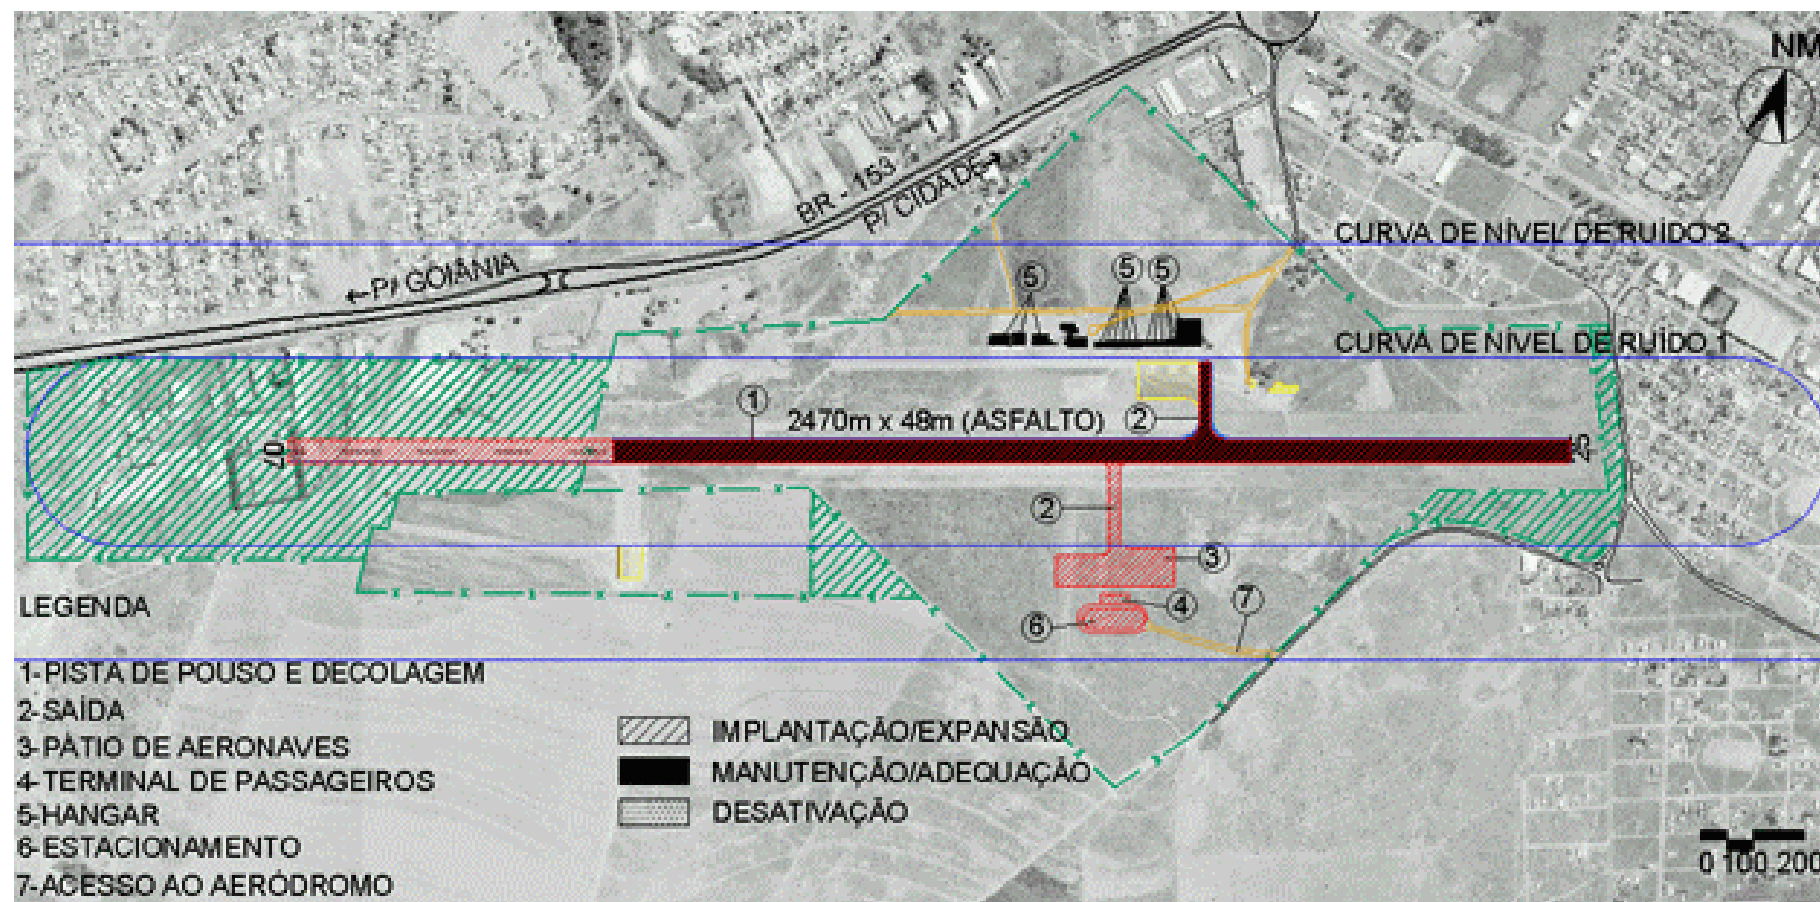 NM
BR - 153
P/ CIDADE→
←P/ GOIÂNIA
CURVA DE NÍVEL DE RUÍDO 2
5
5
5
CURVA DE NÍVEL DE RUÍDO 1
1
2470m x 48m (ASFALTO)
2
07
25
2
3
4
7
6
LEGENDA
1-PISTA DE POUSO E DECOLAGEM
2-SAÍDA
3-PÁTIO DE AERONAVES
4-TERMINAL DE PASSAGEIROS
5-HANGAR
6-ESTACIONAMENTO
7-ACESSO AO AERÓDROMO
IMPLANTAÇÃO/EXPANSÃO
MANUTENÇÃO/ADEQUAÇÃO
DESATIVAÇÃO
0 100 200